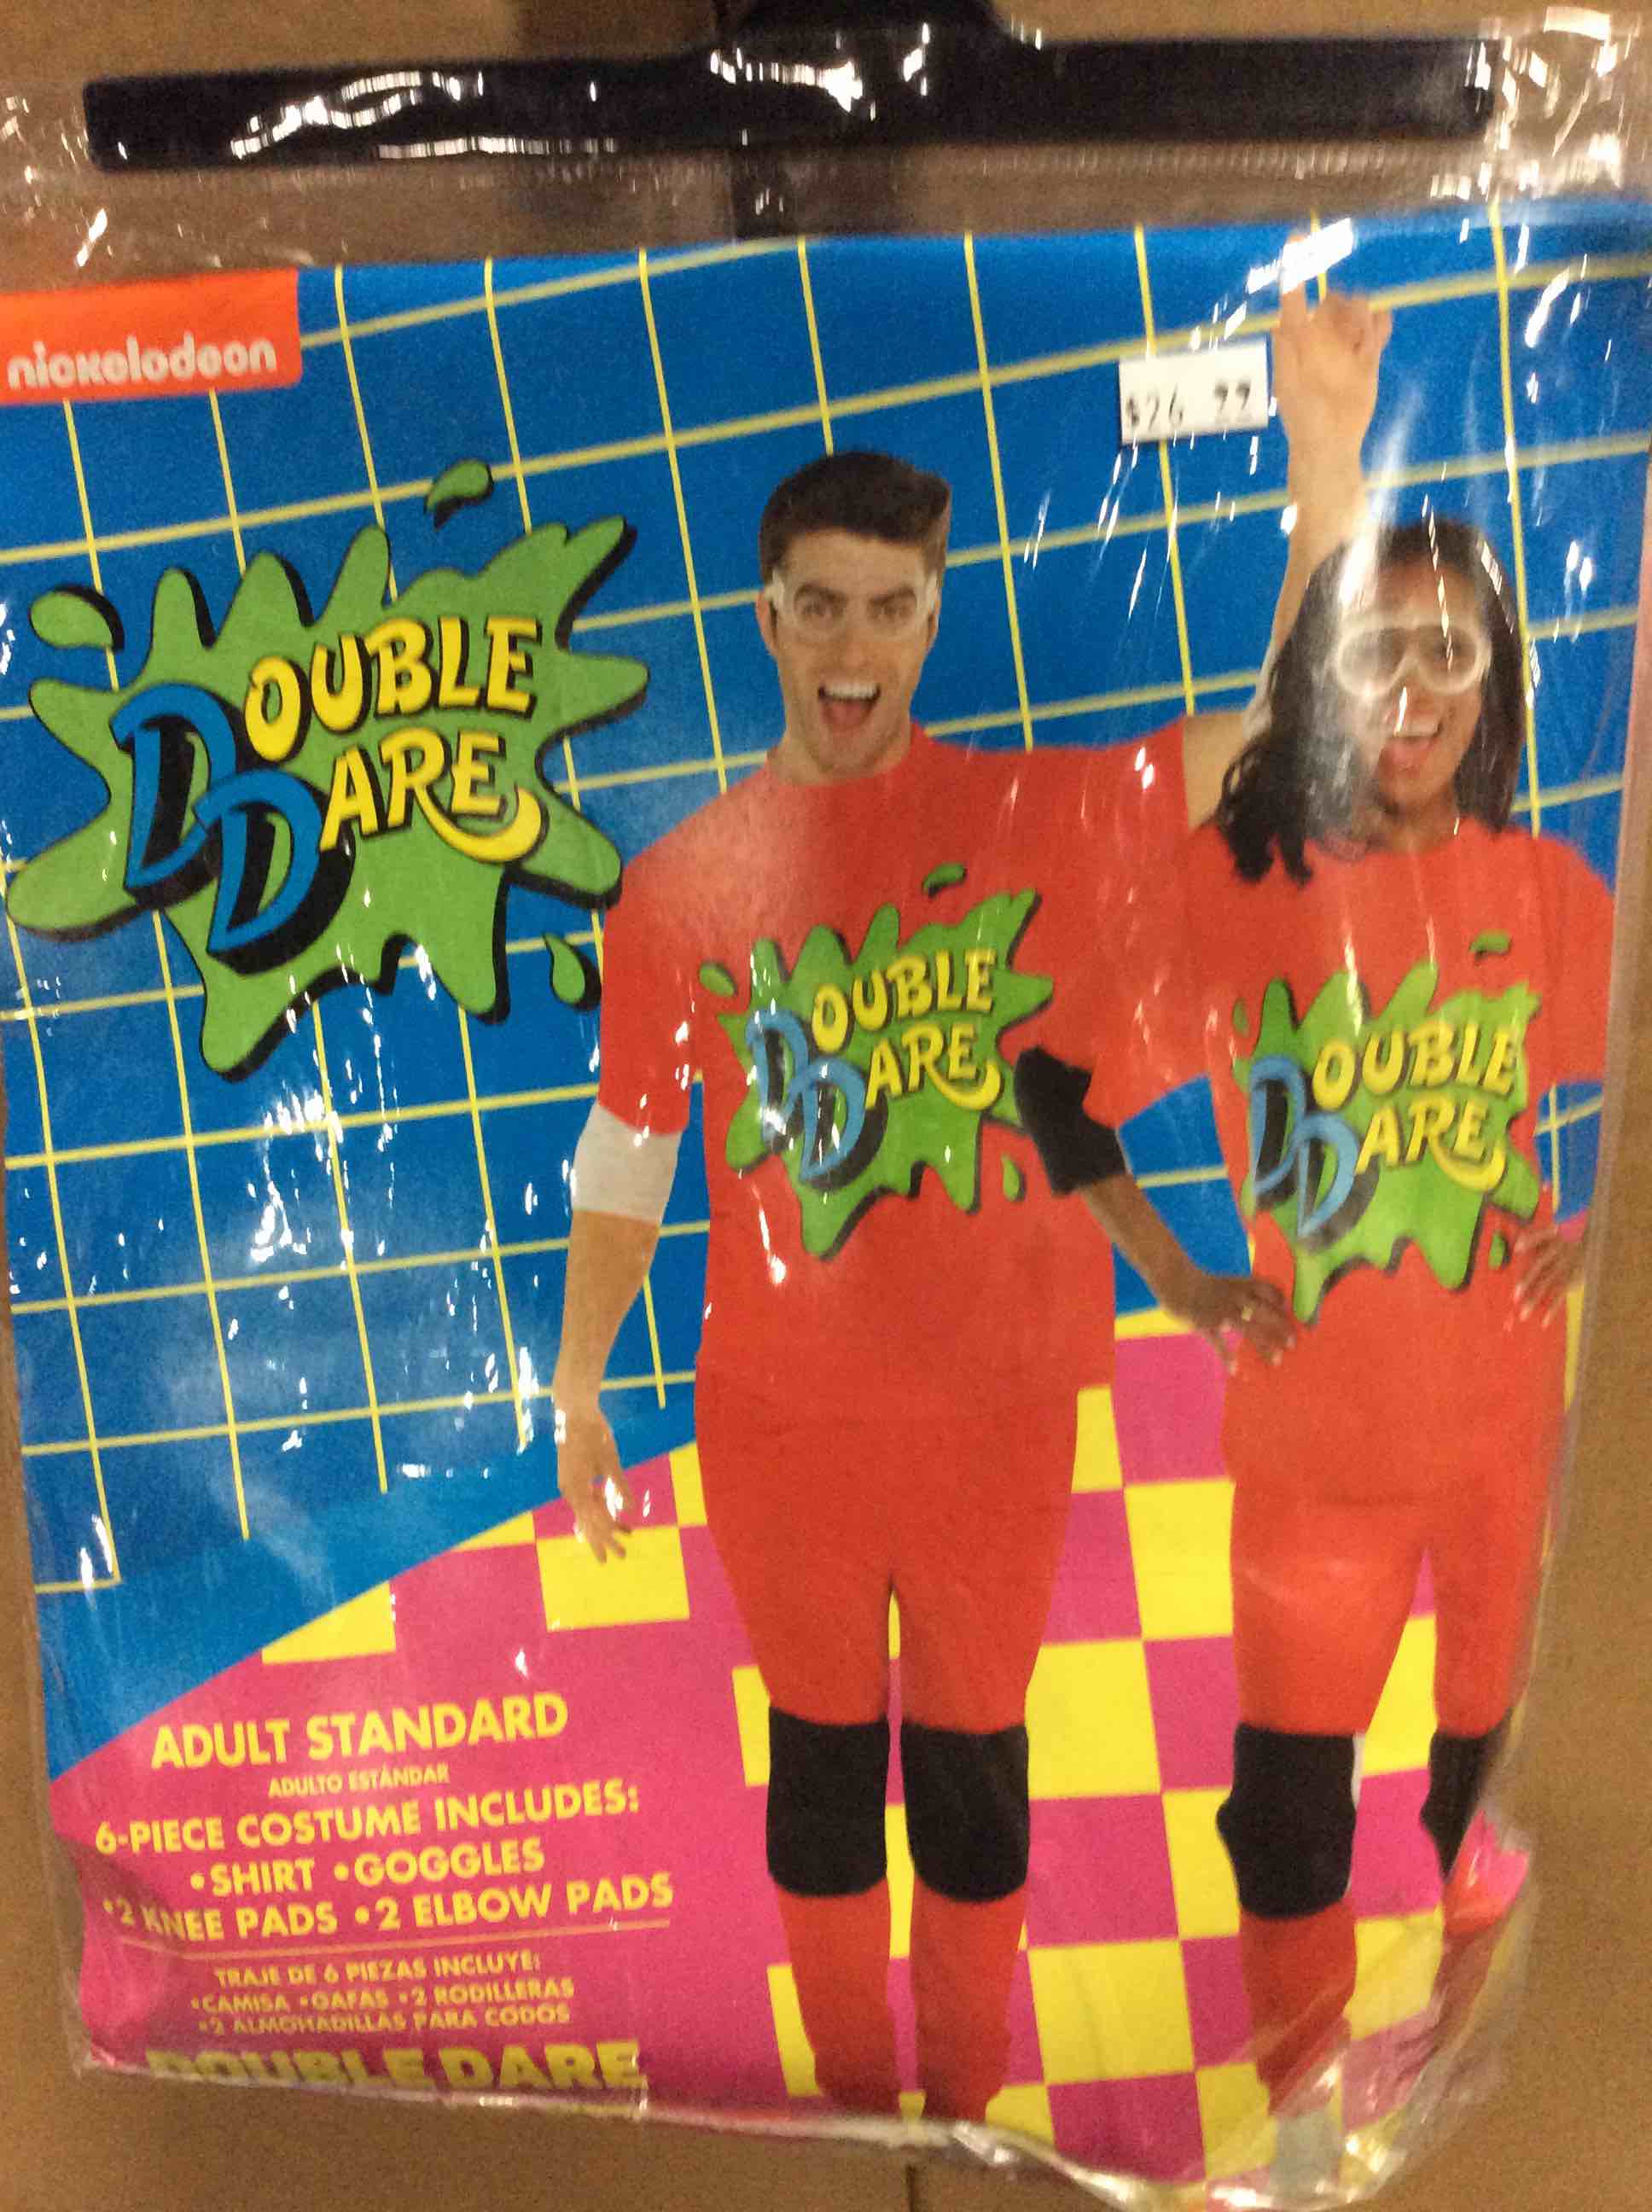 nickelodeon
$26
DOUBLE
DARE
DOUBLE
DARE
DOUBLE
DARE
ADULT STANDARD
ADULTO ESTÁNDAR
6-PIECE COSTUME INCLUDES:
•SHIRT •GOGGLES
•2 KNEE PADS •2 ELBOW PADS
TRAJE DE 6 PIEZAS INCLUYE:
•CAMISA •GAFAS •2 RODILLERAS
•2 ALMOHADILLAS PARA CODOS
DOUBLE DARE